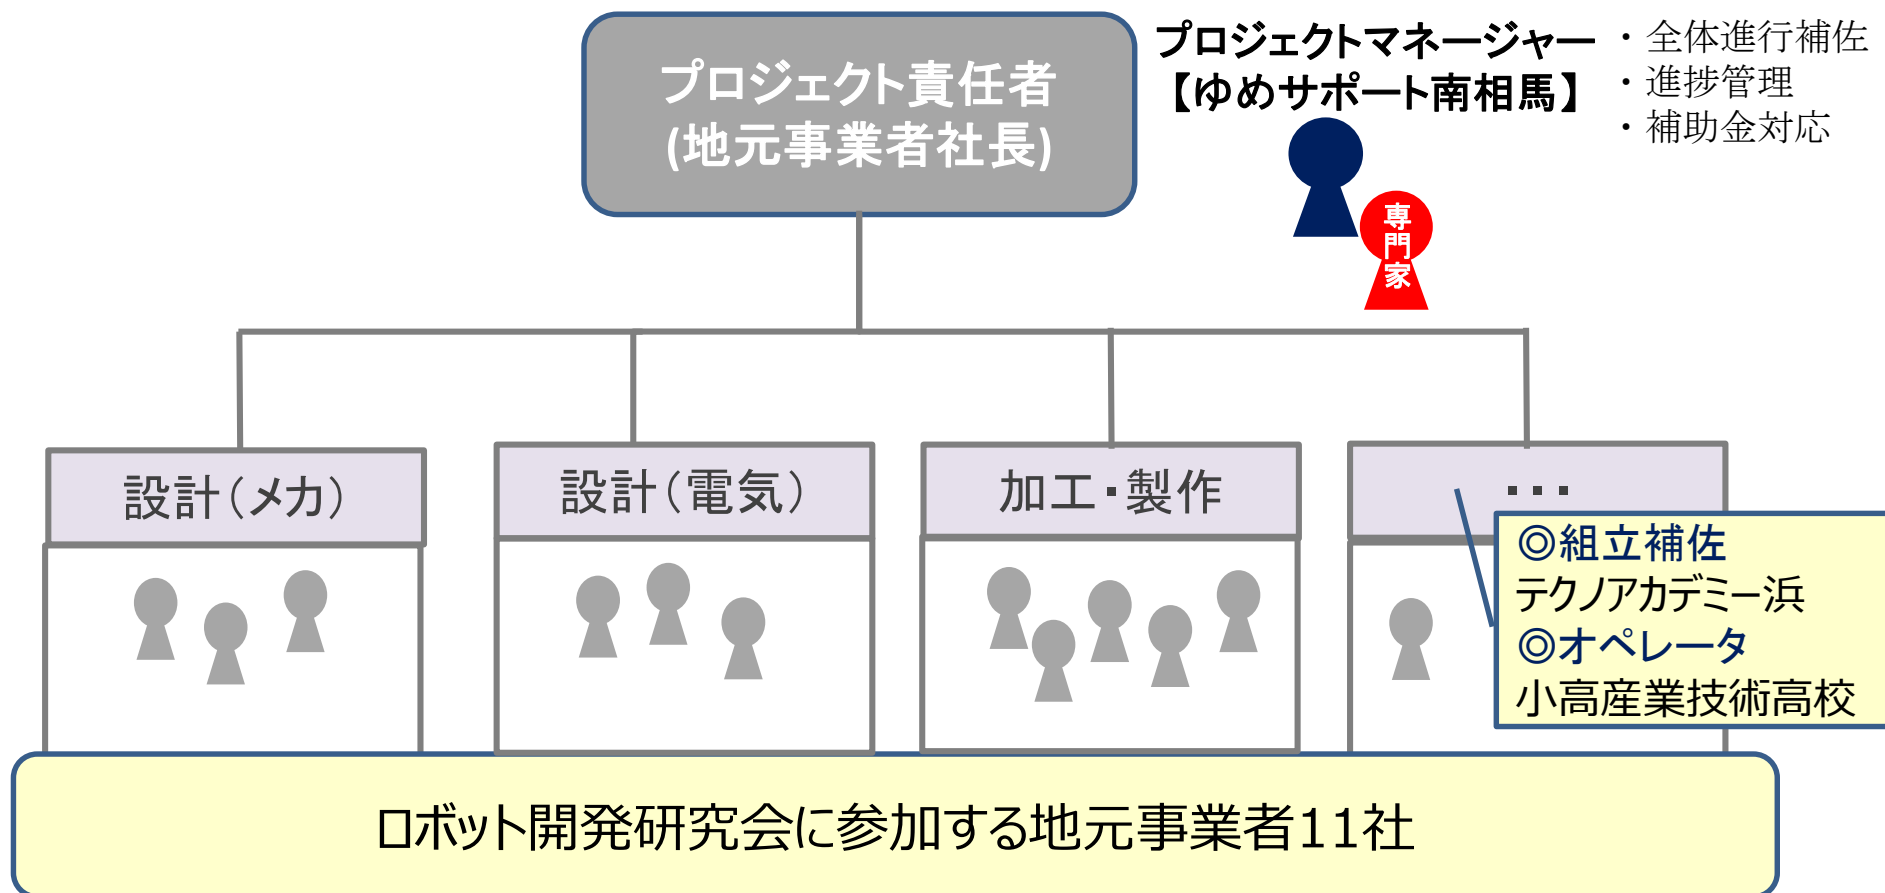 プロジェクト責任者
(地元事業者社長)
プロジェクトマネージャー
【ゆめサポート南相馬】
・全体進行補佐
・進捗管理
・補助金対応
専門家
設計(メカ)
設計(電気)
加工・製作
・・・
◎組立補佐
テクノアカデミー浜
◎オペレータ
小高産業技術高校
ロボット開発研究会に参加する地元事業者11社